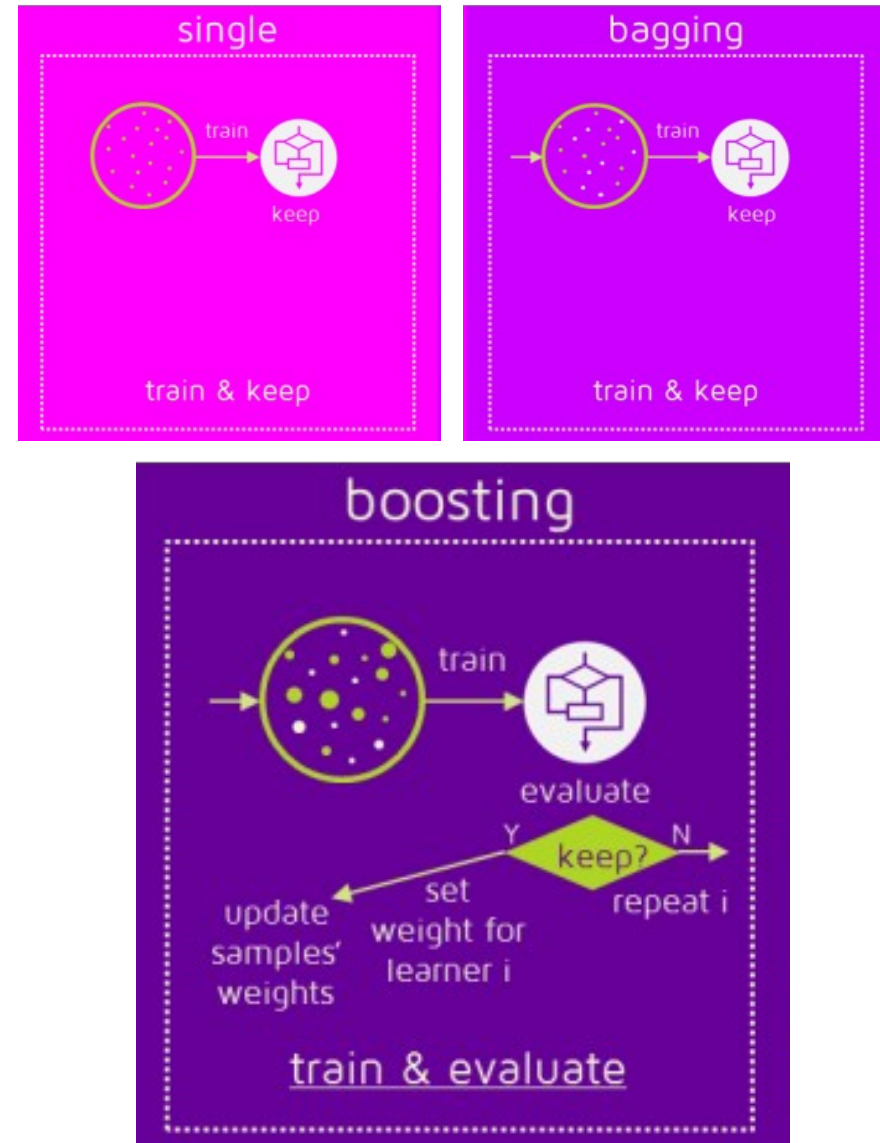 single
train
keep
train & keep
bagging
train
keep
train & keep
boosting
train
evaluate
Y
keep?
N
repeat i
set
weight for
learner i
update
samples'
weights
train & evaluate